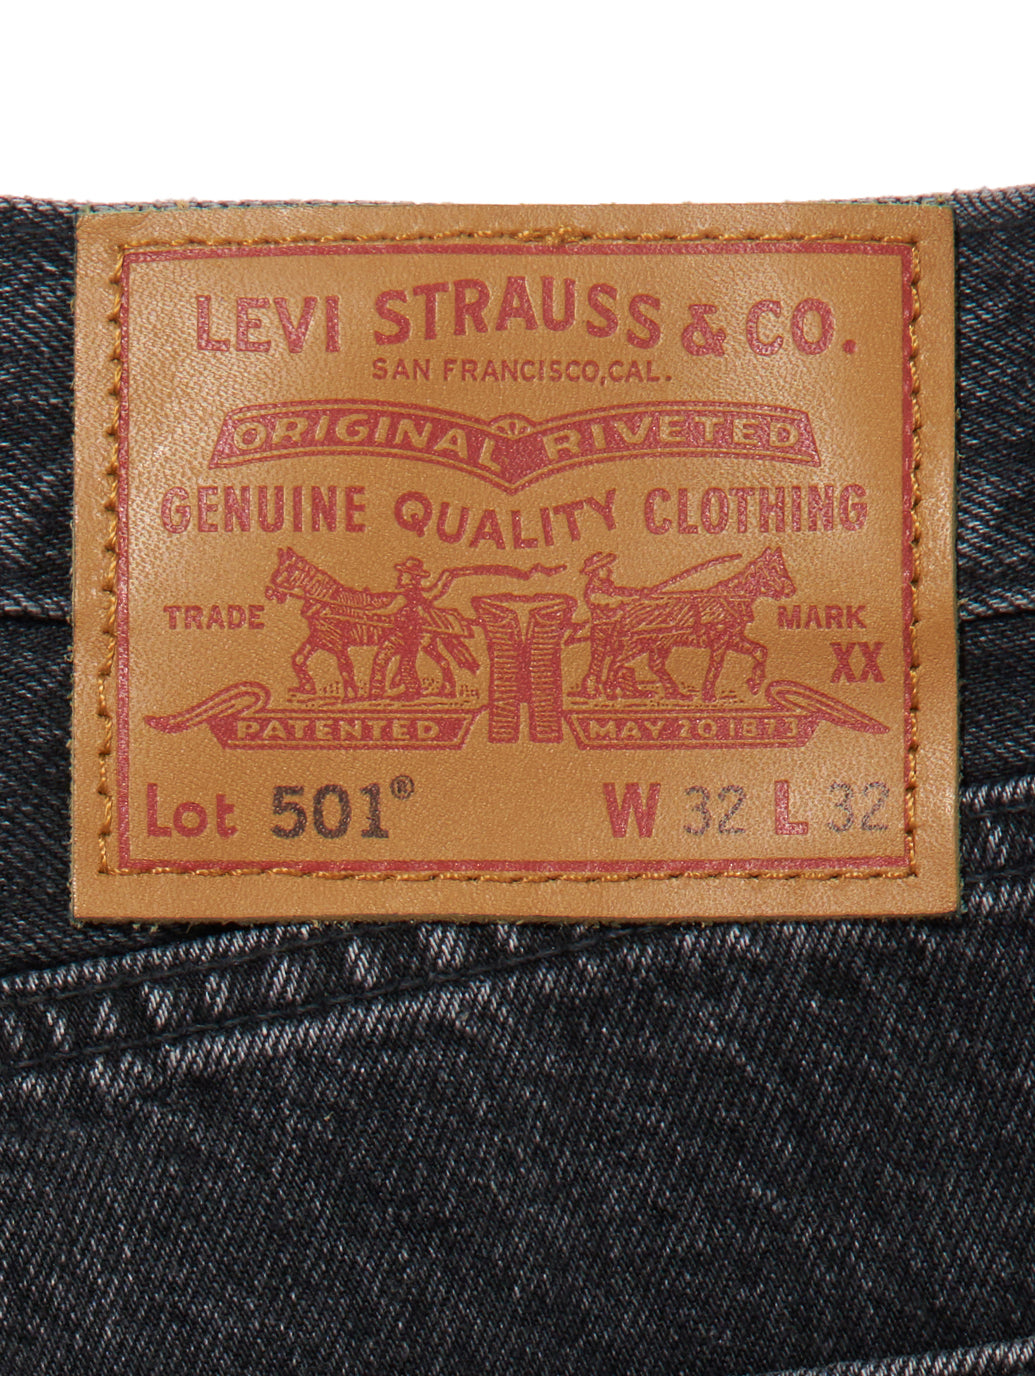 LEVI STRAUSS & CO.
SAN FRANCISCO, CAL.
ORIGINAL RIVETED
GENUINE QUALITY CLOTHING
TRADE MARK
XX
PATENTED MAY 20 1873
Lot 501® W 32 L 32